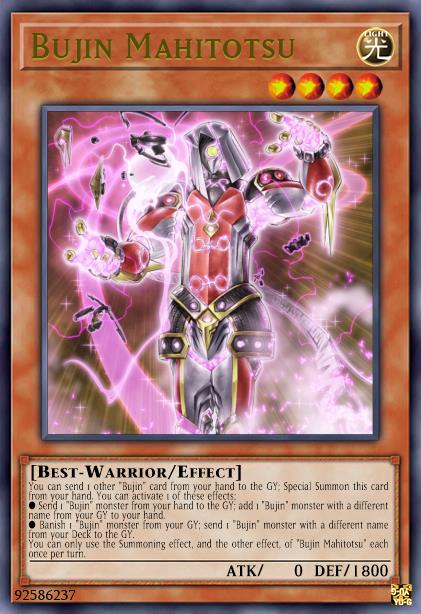 BUJIN MAHITOTSU
LIGHT
光
[BEST-WARRIOR/EFFECT]
You can send 1 other "Bujin" card from your hand to the GY; Special Summon this card
from your hand. You can activate 1 of these effects;
● Send 1 "Bujin" monster from your hand to the GY; add 1 "Bujin" monster with a different
name from your GY to your hand.
● Banish 1 "Bujin" monster from your GY; send 1 "Bujin" monster with a different name
from your Deck to the GY.
You can only use the Summoning effect, and the other effect, of "Bujin Mahitotsu" each
once per turn.
ATK/ 0 DEF/1800
92586237